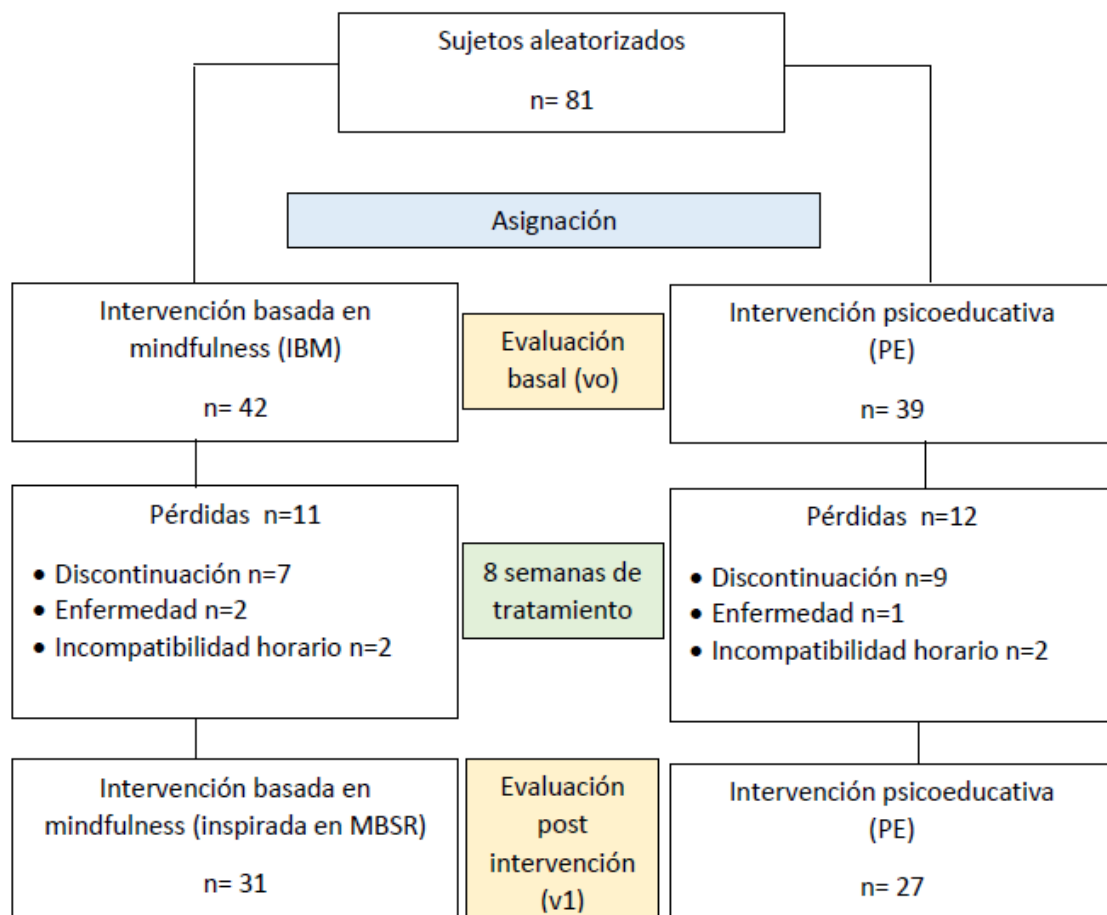 Sujetos aleatorizados
n= 81
Asignación
Intervención basada en
mindfulness (IBM)
n= 42
Evaluación
basal (vo)
Intervención psicoeducativa
(PE)
n= 39
Pérdidas n=11
• Discontinuación n=7
• Enfermedad n=2
• Incompatibilidad horario n=2
8 semanas de
tratamiento
Pérdidas n=12
• Discontinuación n=9
• Enfermedad n=1
• Incompatibilidad horario n=2
Intervención basada en
mindfulness (inspirada en MBSR)
n= 31
Evaluación
post
intervención
(v1)
Intervención psicoeducativa
(PE)
n= 27